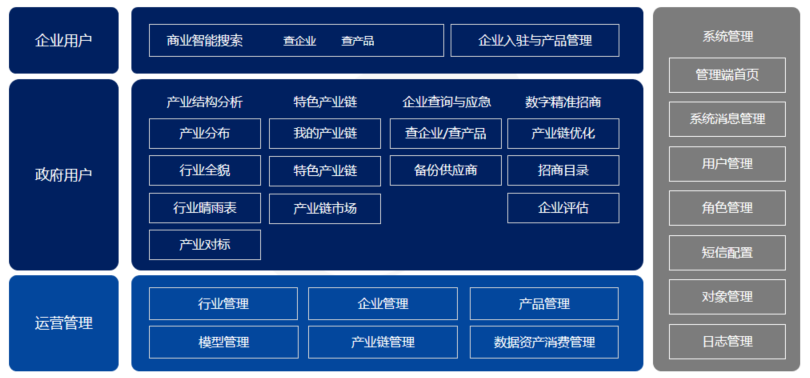 企业用户
商业智能搜索 查企业 查产品
企业入驻与产品管理
政府用户
产业结构分析
产业分布
行业全貌
行业晴雨表
产业对标
特色产业链
我的产业链
特色产业链
产业链市场
企业查询与应急
查企业/查产品
备份供应商
数字精准招商
产业链优化
招商目录
企业评估
运营管理
行业管理
企业管理
产品管理
模型管理
产业链管理
数据资产消费管理
系统管理
管理端首页
系统消息管理
用户管理
角色管理
短信配置
对象管理
日志管理